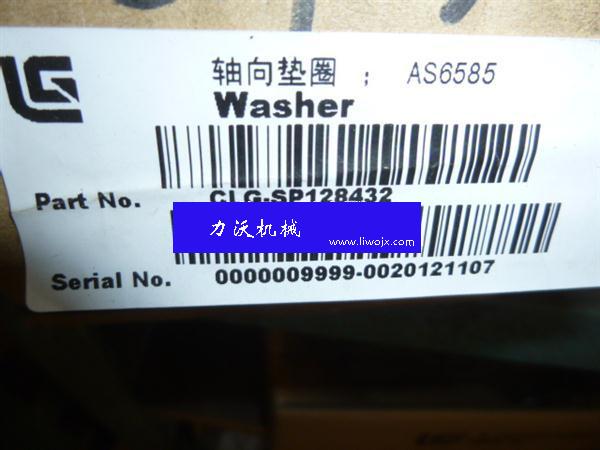 LG
轴向垫圈 ； AS6585
Washer
Part No. CLG-SP128432
力沃机械
www.liwojx.com
Serial No. 0000009999-0020121107